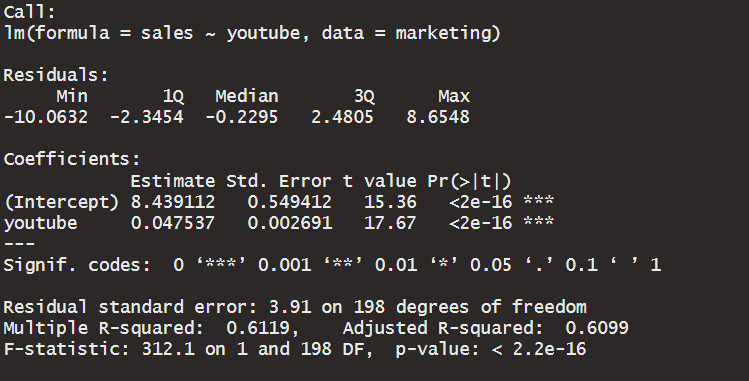 Call:
lm(formula = sales ~ youtube, data = marketing)
Residuals:
     Min       1Q   Median       3Q      Max
-10.0632  -2.3454  -0.2295   2.4805   8.6548
Coefficients:
            Estimate Std. Error t value Pr(>|t|)
(Intercept) 8.439112   0.549412   15.36   <2e-16 ***
youtube     0.047537   0.002691   17.67   <2e-16 ***
---
Signif. codes:  0 ‘***’ 0.001 ‘**’ 0.01 ‘*’ 0.05 ‘.’ 0.1 ‘ ’ 1
Residual standard error: 3.91 on 198 degrees of freedom
Multiple R-squared:  0.6119,    Adjusted R-squared:  0.6099
F-statistic: 312.1 on 1 and 198 DF,  p-value: < 2.2e-16